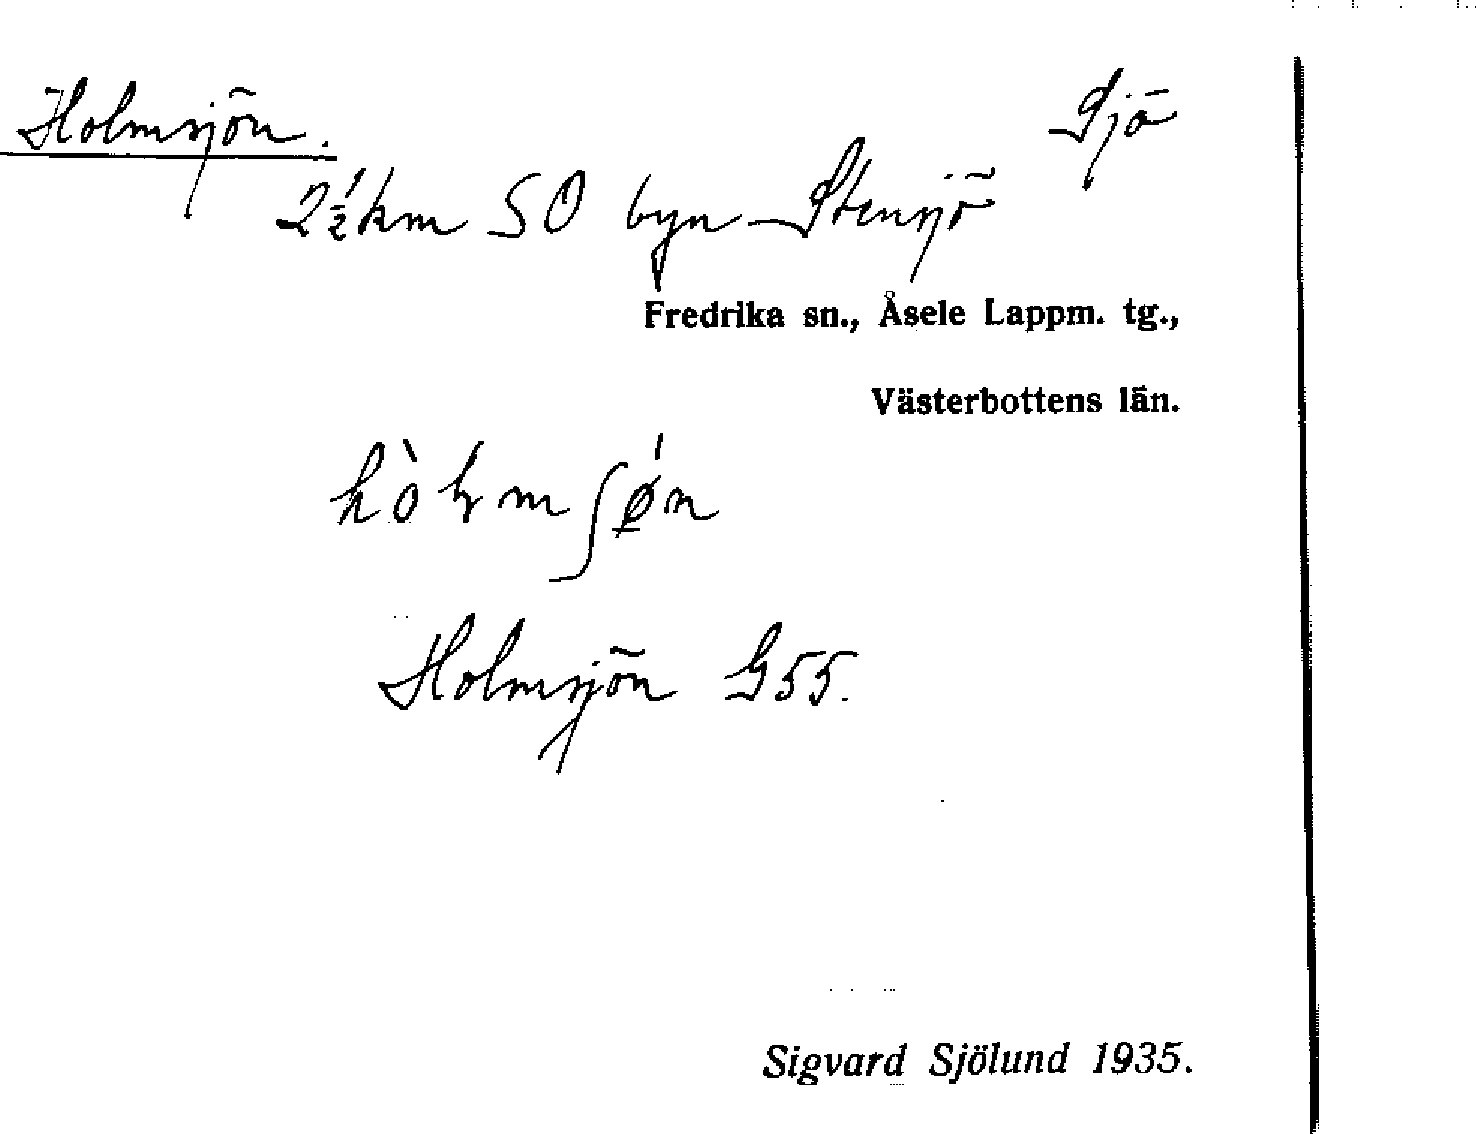 Holmsjön. Sjö
2½ km SO byn Stensjö
Fredrika sn., Åsele Lappm. tg.,
Västerbottens län.
Holmsjön G55.
Sigvard Sjölund 1935.